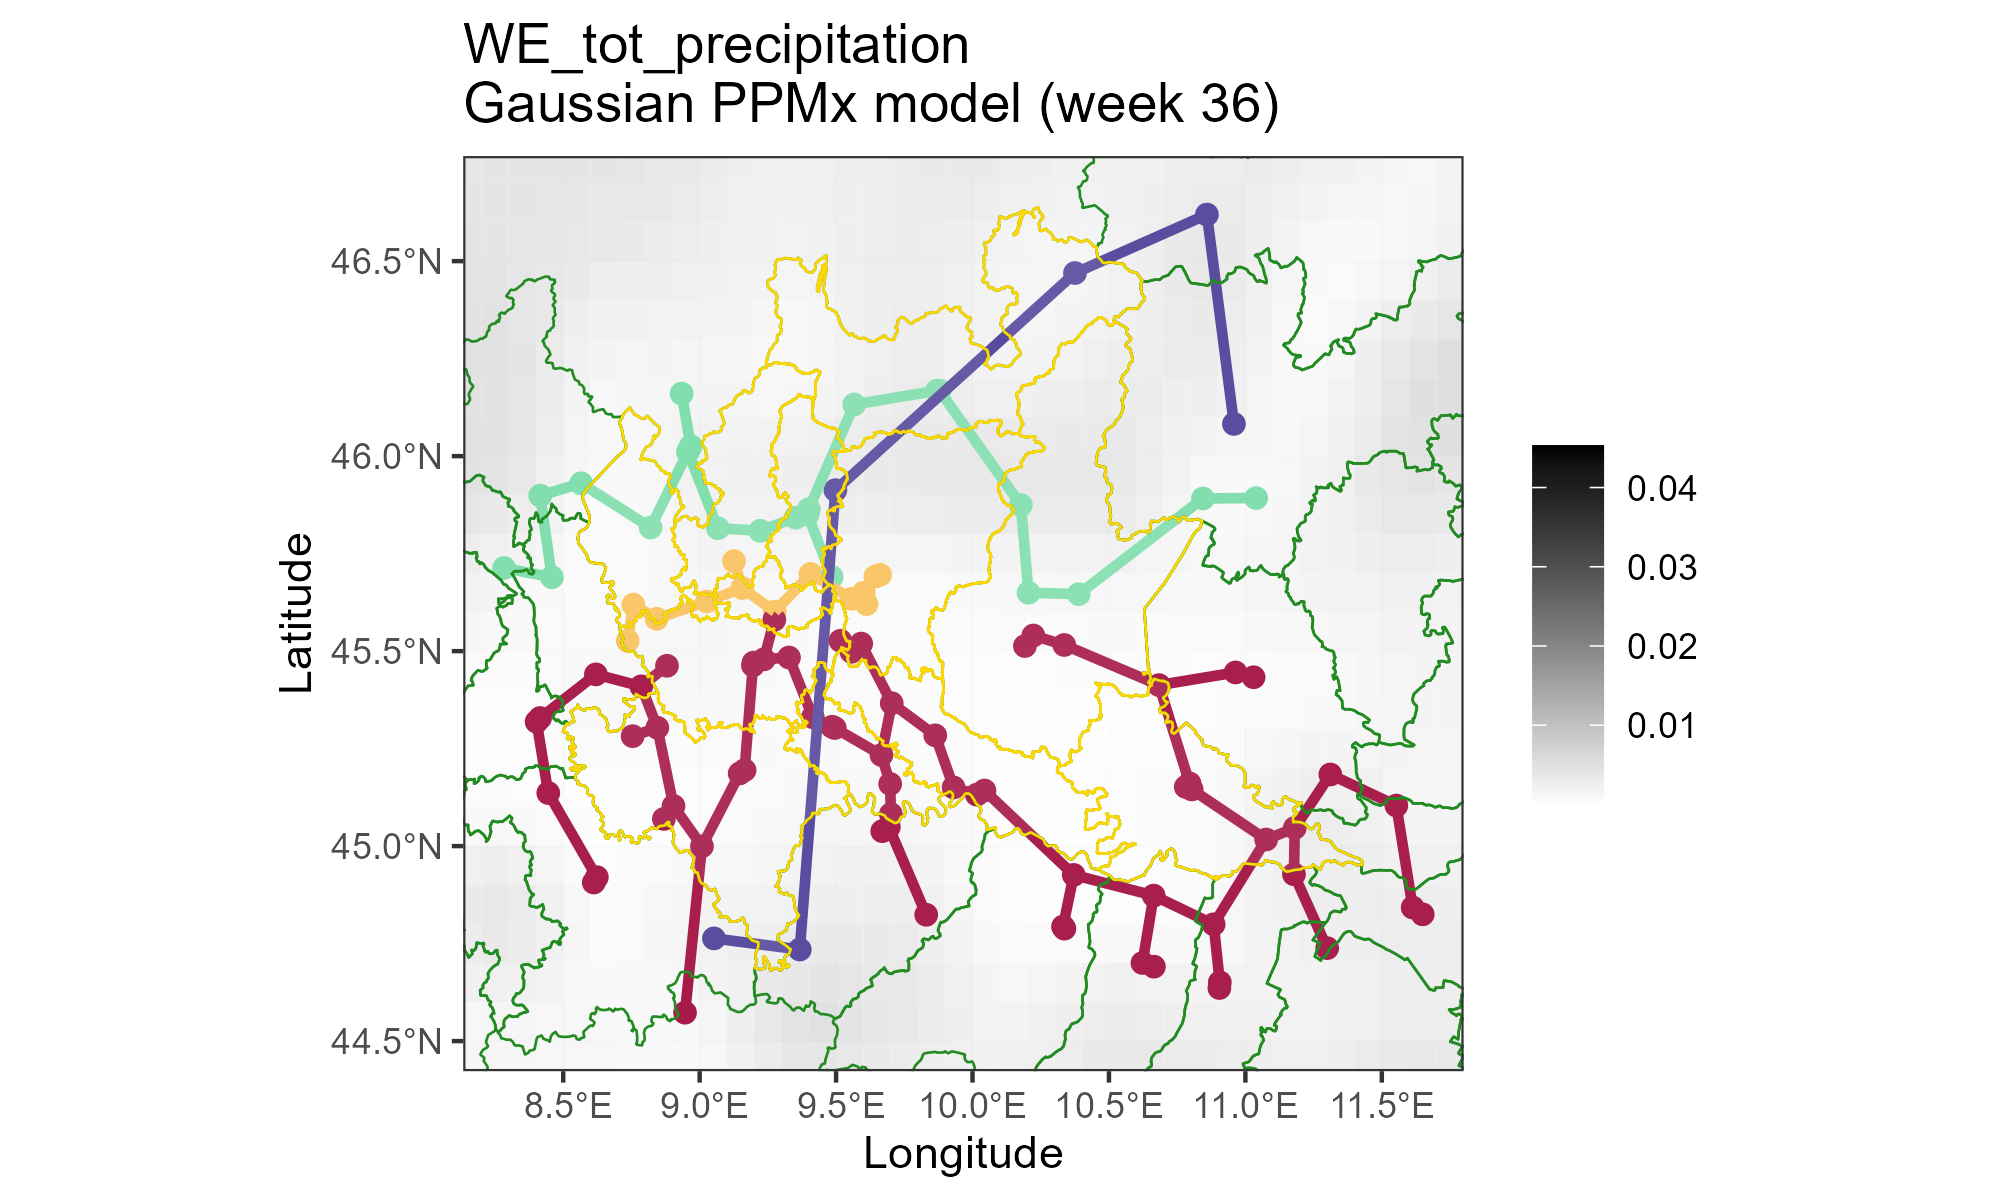 WE_tot_precipitation
Gaussian PPMx model (week 36)
46.5°N
46.0°N
45.5°N
45.0°N
44.5°N
Latitude
8.5°E
9.0°E
9.5°E
10.0°E
10.5°E
11.0°E
11.5°E
Longitude
0.04
0.03
0.02
0.01